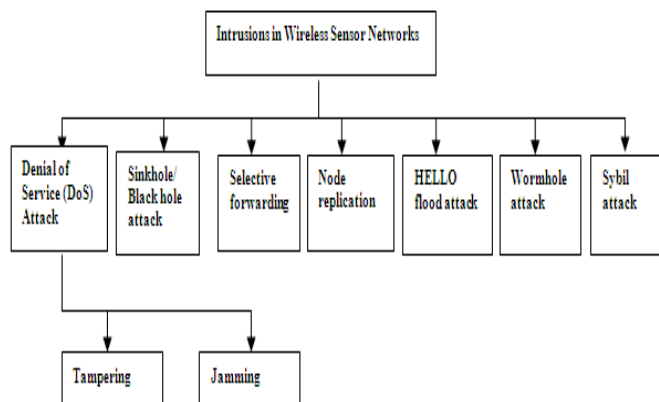 Intrusions in Wireless Sensor Networks
Denial of
Service (DoS)
Attack
Sinkhole/
Black hole
attack
Selective
forwarding
Node
replication
HELLO
flood attack
Wormhole
attack
Sybil
attack
Tampering
Jamming